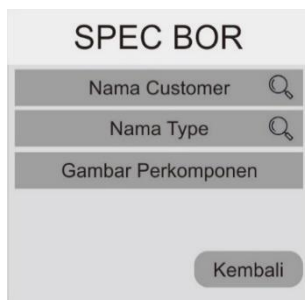 SPEC BOR
Nama Customer
Nama Type
Gambar Perkomponen
Kembali